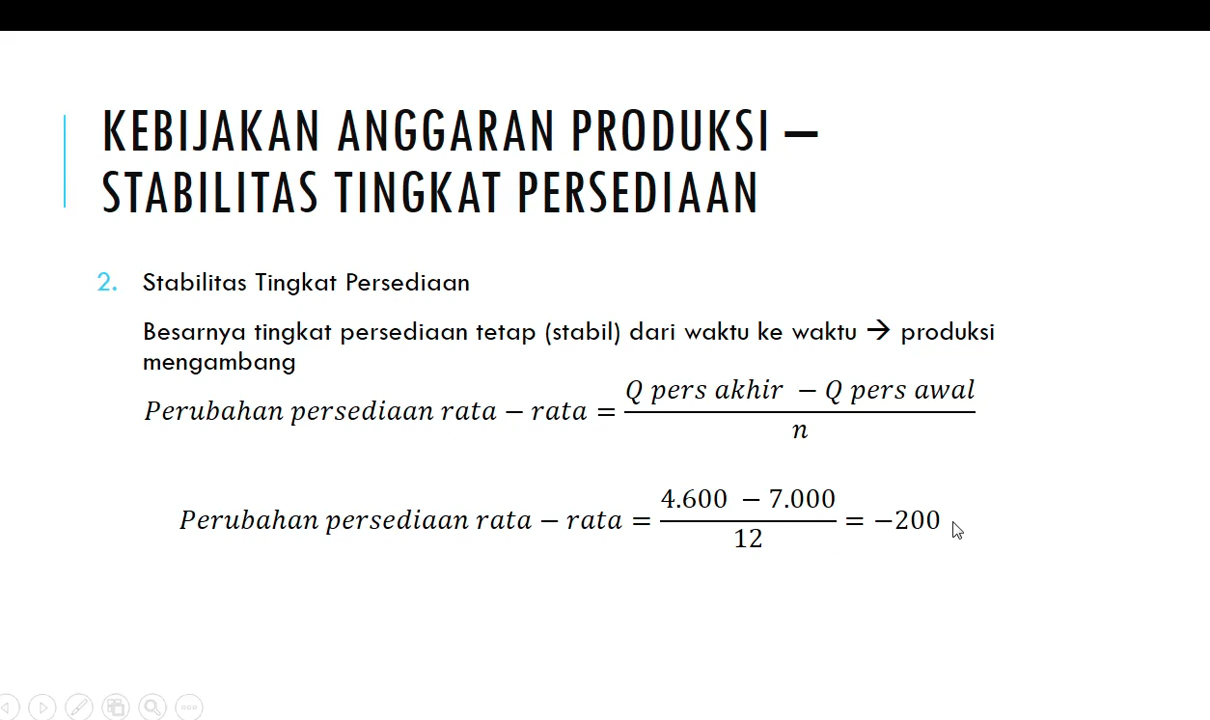 KEBIJAKAN ANGGARAN PRODUKSI –
STABILITAS TINGKAT PERSEDIAAN
2. Stabilitas Tingkat Persediaan
Besarnya tingkat persediaan tetap (stabil) dari waktu ke waktu → produksi
mengambang
Perubahan persediaan rata − rata = (Q pers akhir − Q pers awal) / n
Perubahan persediaan rata − rata = (4.600 − 7.000) / 12 = −200